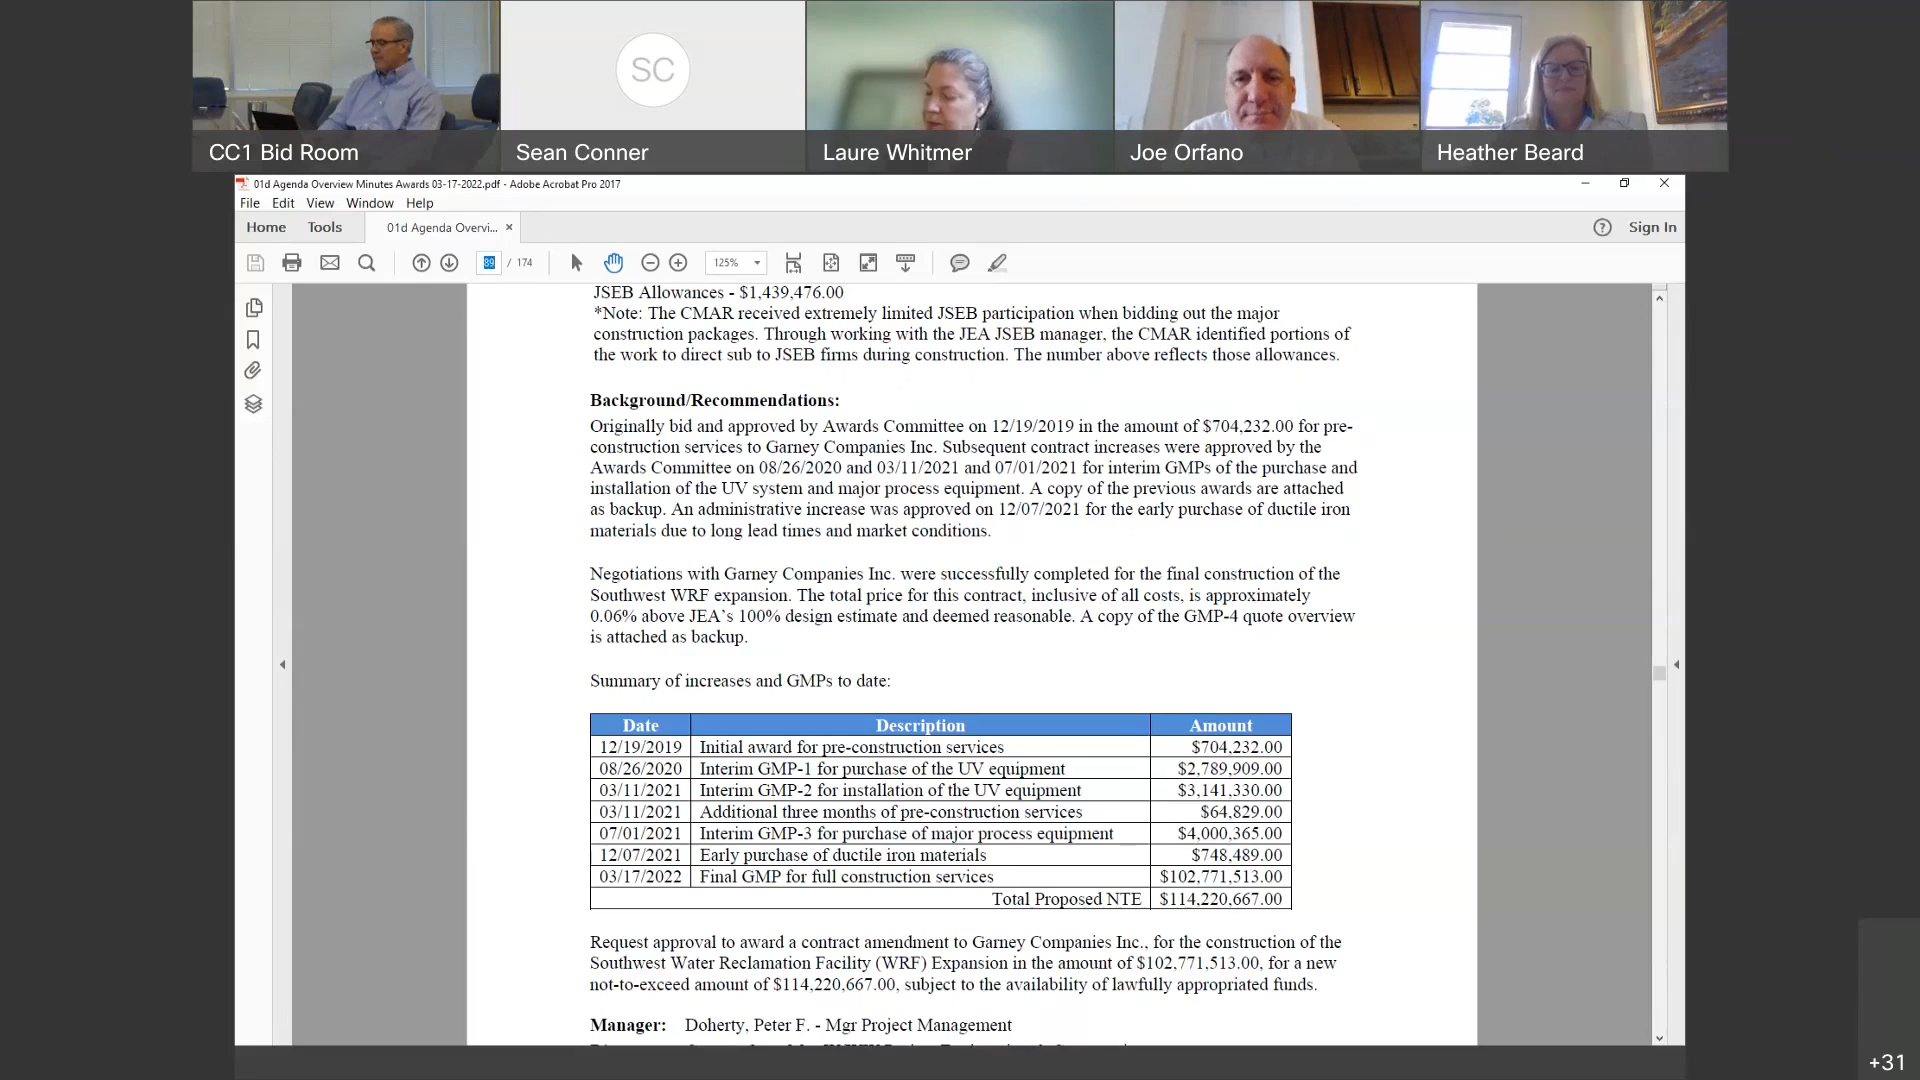 SC
CC1 Bid Room
Sean Conner
Laure Whitmer
Joe Orfano
Heather Beard
01d Agenda Overview Minutes Awards 03-17-2022.pdf - Adobe Acrobat Pro 2017
File Edit View Window Help
Home Tools 01d Agenda Overvi... × Sign In
89 / 174 125%
JSEB Allowances - $1,439,476.00
*Note: The CMAR received extremely limited JSEB participation when bidding out the major
construction packages. Through working with the JEA JSEB manager, the CMAR identified portions of
the work to direct sub to JSEB firms during construction. The number above reflects those allowances.
Background/Recommendations:
Originally bid and approved by Awards Committee on 12/19/2019 in the amount of $704,232.00 for pre-
construction services to Garney Companies Inc. Subsequent contract increases were approved by the
Awards Committee on 08/26/2020 and 03/11/2021 and 07/01/2021 for interim GMPs of the purchase and
installation of the UV system and major process equipment. A copy of the previous awards are attached
as backup. An administrative increase was approved on 12/07/2021 for the early purchase of ductile iron
materials due to long lead times and market conditions.
Negotiations with Garney Companies Inc. were successfully completed for the final construction of the
Southwest WRF expansion. The total price for this contract, inclusive of all costs, is approximately
0.06% above JEA's 100% design estimate and deemed reasonable. A copy of the GMP-4 quote overview
is attached as backup.
Summary of increases and GMPs to date:
Date Description Amount
12/19/2019 Initial award for pre-construction services $704,232.00
08/26/2020 Interim GMP-1 for purchase of the UV equipment $2,789,909.00
03/11/2021 Interim GMP-2 for installation of the UV equipment $3,141,330.00
03/11/2021 Additional three months of pre-construction services $64,829.00
07/01/2021 Interim GMP-3 for purchase of major process equipment $4,000,365.00
12/07/2021 Early purchase of ductile iron materials $748,489.00
03/17/2022 Final GMP for full construction services $102,771,513.00
Total Proposed NTE $114,220,667.00
Request approval to award a contract amendment to Garney Companies Inc., for the construction of the
Southwest Water Reclamation Facility (WRF) Expansion in the amount of $102,771,513.00, for a new
not-to-exceed amount of $114,220,667.00, subject to the availability of lawfully appropriated funds.
Manager: Doherty, Peter F. - Mgr Project Management
+31